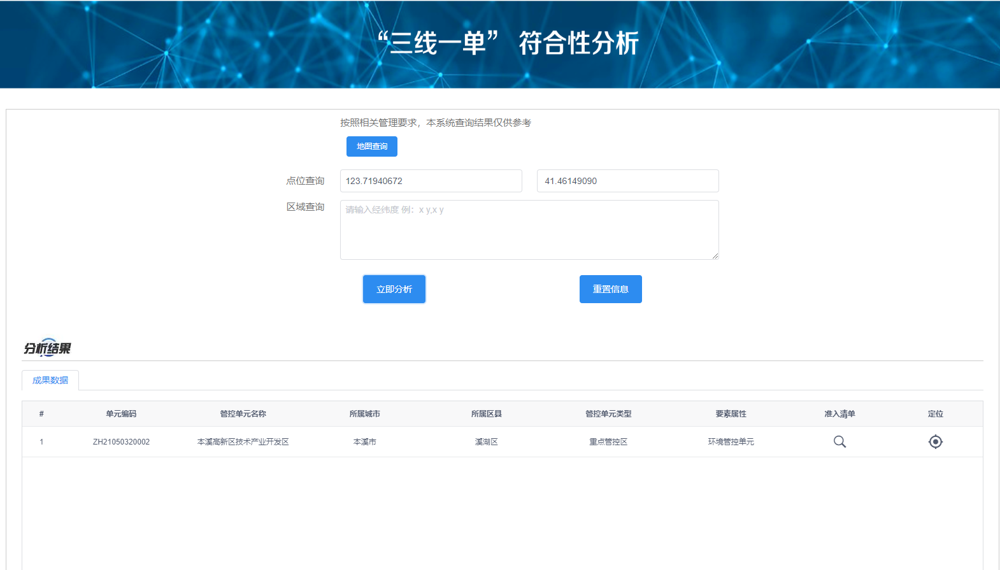 “三线一单” 符合性分析
按照相关管理要求，本系统查询结果仅供参考
地图查询
点位查询 123.71940672 41.46149090
区域查询 请输入经纬度 例：x y,x y
立即分析 重置信息
分析结果
成果数据
# 单元编码 管控单元名称 所属城市 所属区县 管控单元类型 要素属性 准入清单 定位
1 ZH21050320002 本溪高新区技术产业开发区 本溪市 溪湖区 重点管控区 环境管控单元